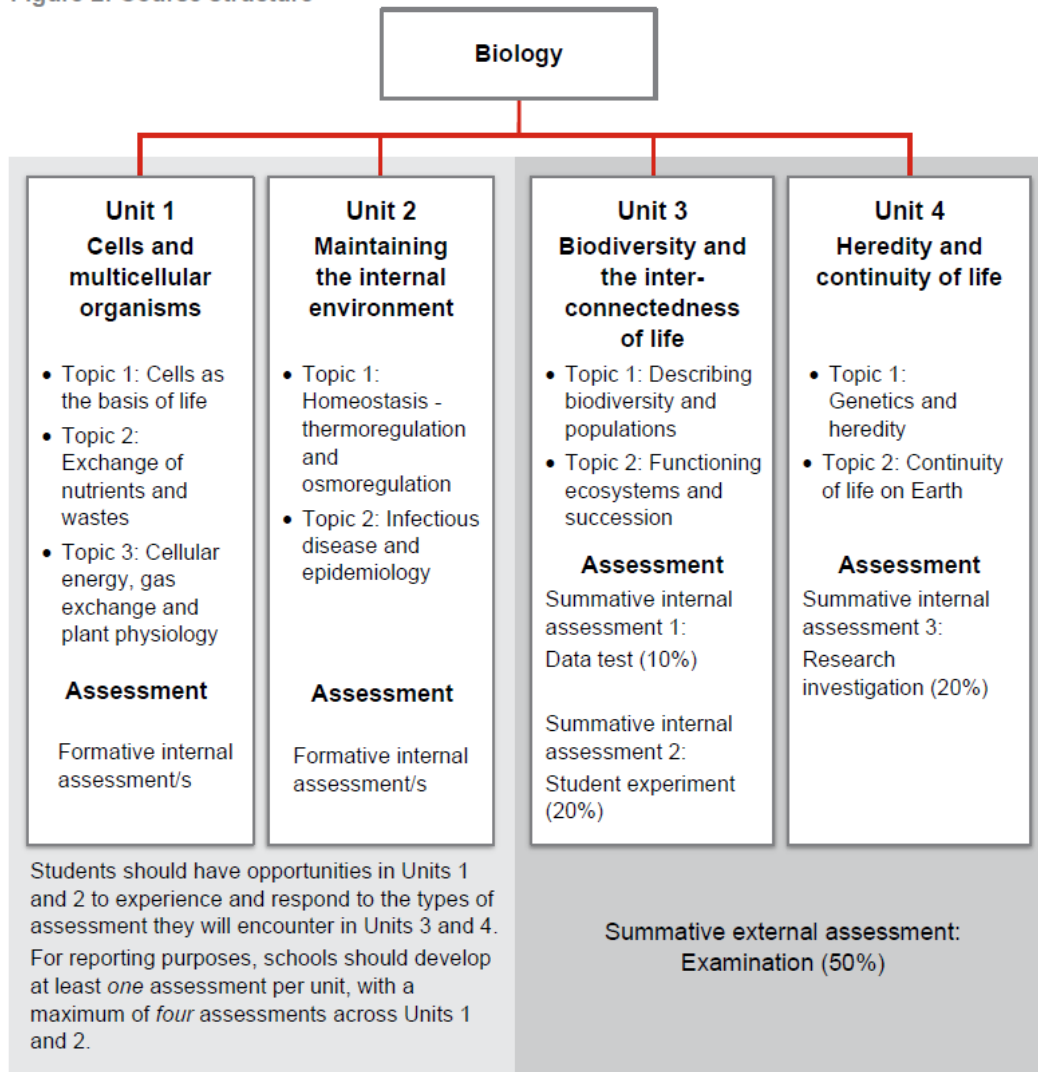 Figure 2: Course structure
Biology
Unit 1
Cells and
multicellular
organisms
• Topic 1: Cells as
the basis of life
• Topic 2:
Exchange of
nutrients and
wastes
• Topic 3: Cellular
energy, gas
exchange and
plant physiology
Assessment
Formative internal
assessment/s
Unit 2
Maintaining
the internal
environment
• Topic 1:
Homeostasis -
thermoregulation
and
osmoregulation
• Topic 2: Infectious
disease and
epidemiology
Assessment
Formative internal
assessment/s
Unit 3
Biodiversity and
the inter-
connectedness
of life
• Topic 1: Describing
biodiversity and
populations
• Topic 2: Functioning
ecosystems and
succession
Assessment
Summative internal
assessment 1:
Data test (10%)
Summative internal
assessment 2:
Student experiment
(20%)
Unit 4
Heredity and
continuity of life
• Topic 1:
Genetics and
heredity
• Topic 2: Continuity
of life on Earth
Assessment
Summative internal
assessment 3:
Research
investigation (20%)
Students should have opportunities in Units 1
and 2 to experience and respond to the types of
assessment they will encounter in Units 3 and 4.
For reporting purposes, schools should develop
at least one assessment per unit, with a
maximum of four assessments across Units 1
and 2.
Summative external assessment:
Examination (50%)